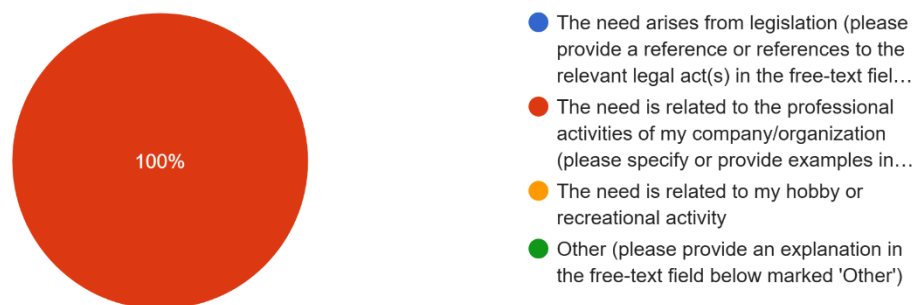 100%
The need arises from legislation (please
provide a reference or references to the
relevant legal act(s) in the free-text fiel…
The need is related to the professional
activities of my company/organization
(please specify or provide examples in…
The need is related to my hobby or
recreational activity
Other (please provide an explanation in
the free-text field below marked 'Other')